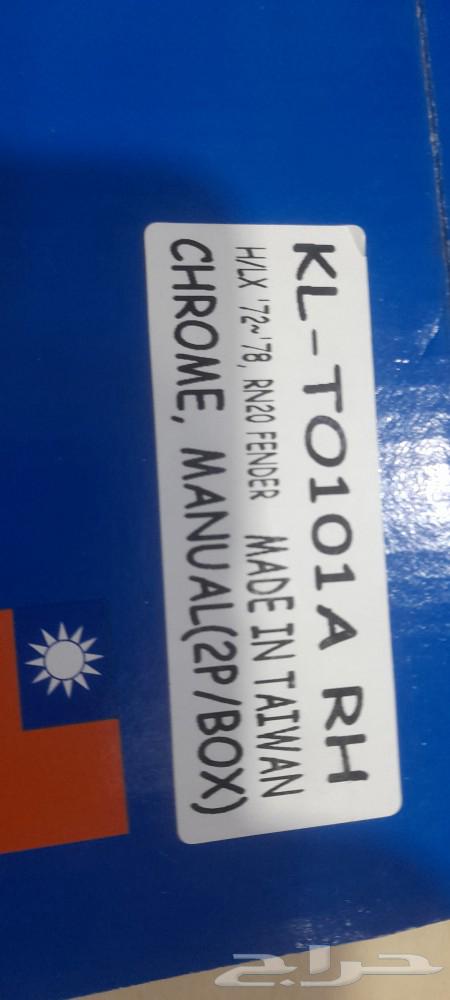 KL-TO101A RH
H/LX '72~'78, RN20 FENDER MADE IN TAIWAN
CHROME, MANUAL(2P/BOX)
حراج